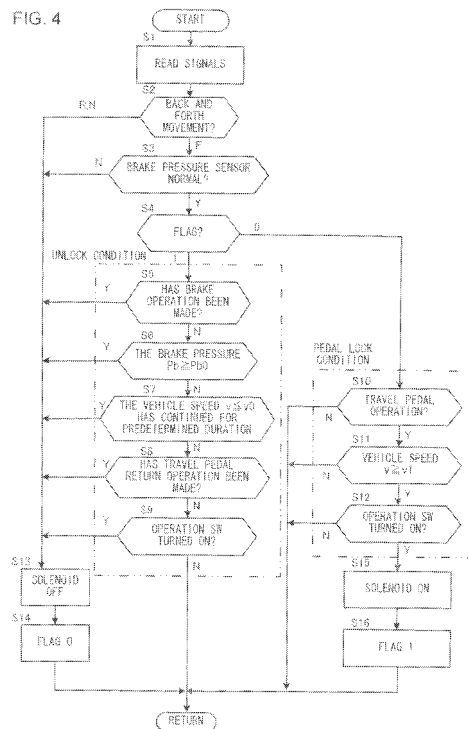 FIG. 4
START
S1
READ SIGNALS
S2
BACK AND
FORTH
MOVEMENT?
R,N
F
S3
BRAKE PRESSURE SENSOR
NORMAL?
N
Y
S4
FLAG?
0
1
UNLOCK CONDITION
S5
HAS BRAKE
OPERATION BEEN
MADE?
Y
N
S6
THE BRAKE PRESSURE
Pb≧Pb0
Y
N
S7
THE VEHICLE SPEED v≦v0
HAS CONTINUED FOR
PREDETERMINED DURATION
Y
N
S8
HAS TRAVEL PEDAL
RETURN OPERATION BEEN
MADE?
Y
N
S9
OPERATION SW
TURNED ON?
Y
N
PEDAL LOCK
CONDITION
S10
TRAVEL PEDAL
OPERATION?
N
Y
S11
VEHICLE SPEED
v≧v1
N
Y
S12
OPERATION SW
TURNED ON?
N
Y
S13
SOLENOID
OFF
S14
FLAG 0
S15
SOLENOID ON
S16
FLAG 1
RETURN